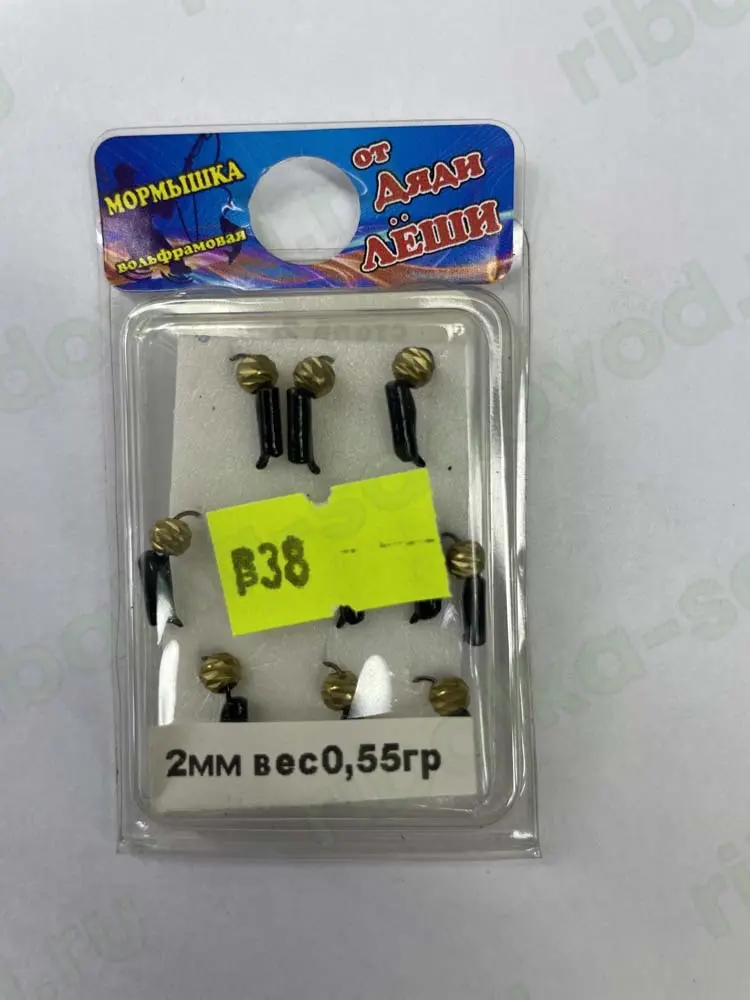 МОРМЫШКА
вольфрамовая
от
Дяди
ЛЁШИ
В38
2мм вес0,55гр